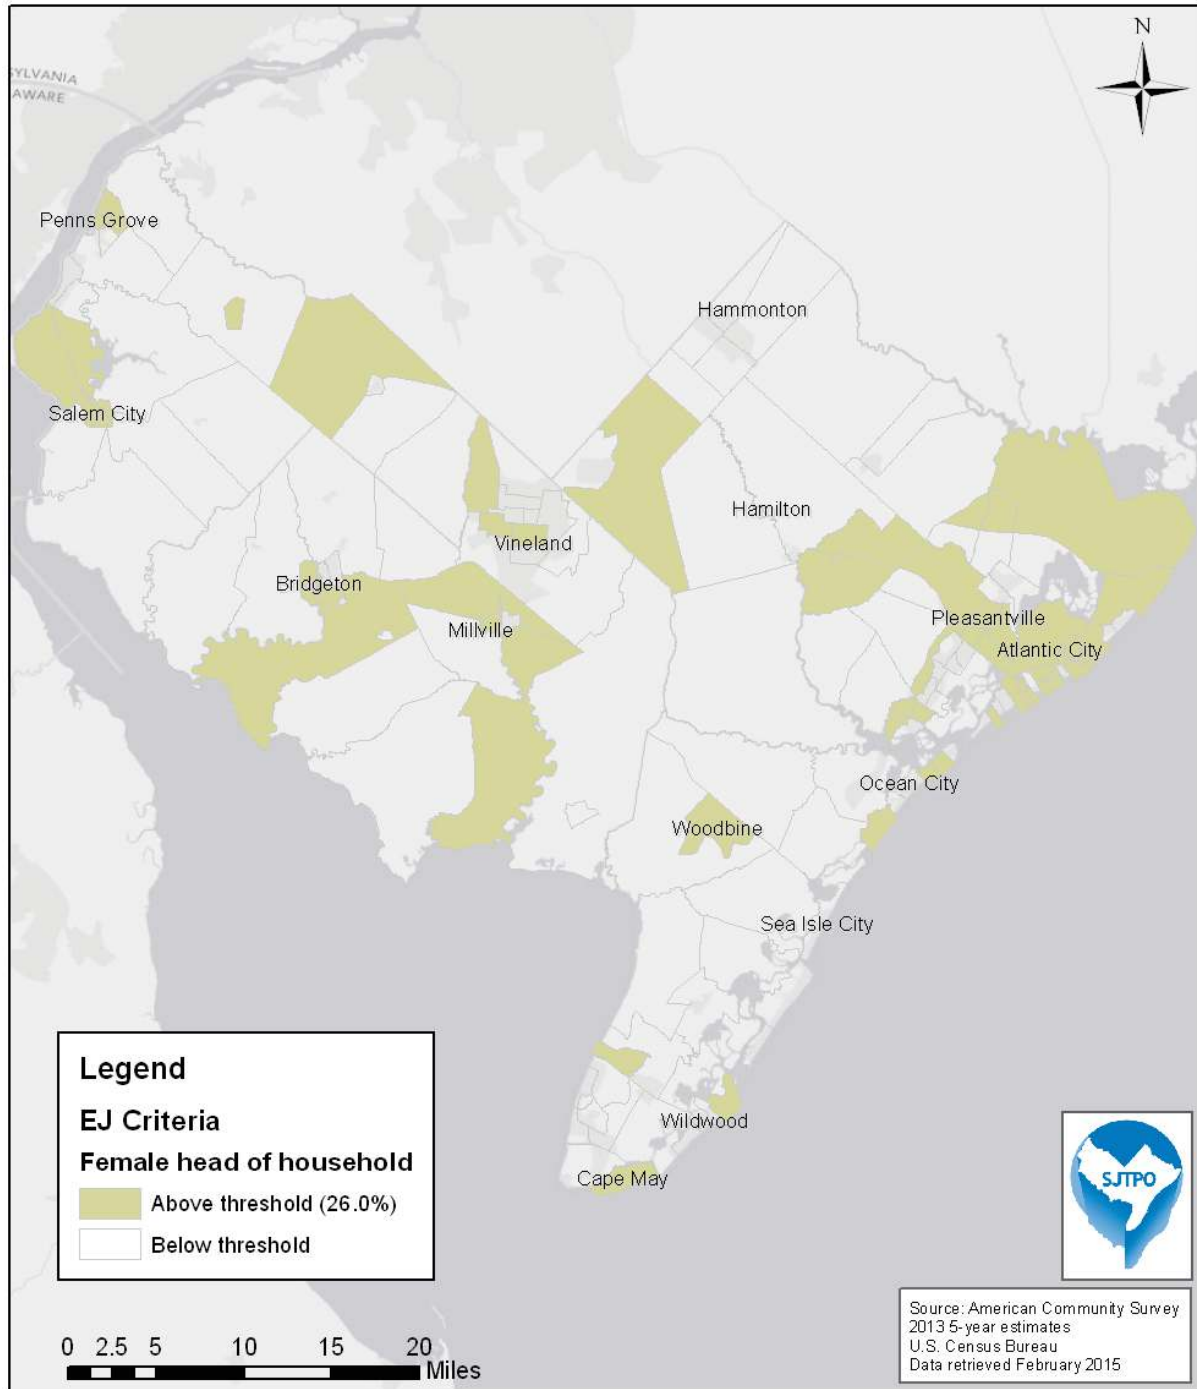 N
SYLVANIA
AWARE
Penns Grove
Hammonton
Salem City
Hamilton
Vineland
Bridgeton
Pleasantville
Millville
Atlantic City
Ocean City
Woodbine
Sea Isle City
Wildwood
Cape May
Legend
EJ Criteria
Female head of household
Above threshold (26.0%)
Below threshold
SJTPO
Source: American Community Survey
2013 5-year estimates
U.S. Census Bureau
Data retrieved February 2015
0 2.5 5 10 15 20
Miles